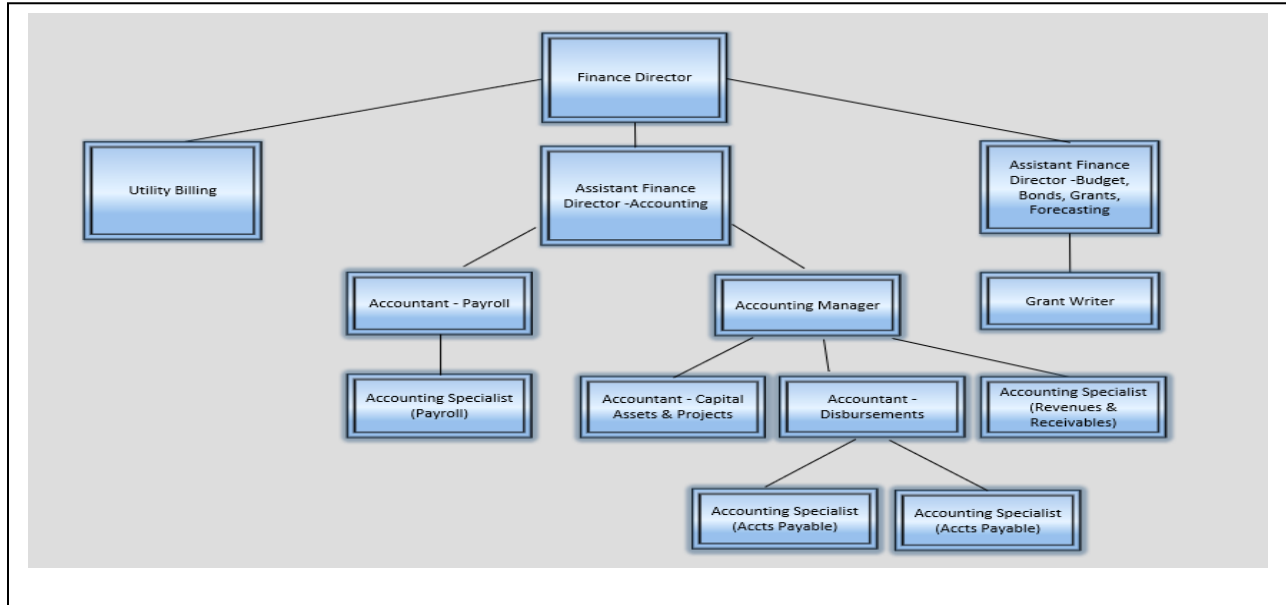 Finance Director
Utility Billing
Assistant Finance
Director -Accounting
Assistant Finance
Director -Budget,
Bonds, Grants,
Forecasting
Accountant - Payroll
Accounting Manager
Grant Writer
Accounting Specialist
(Payroll)
Accountant - Capital
Assets & Projects
Accountant -
Disbursements
Accounting Specialist
(Revenues &
Receivables)
Accounting Specialist
(Accts Payable)
Accounting Specialist
(Accts Payable)